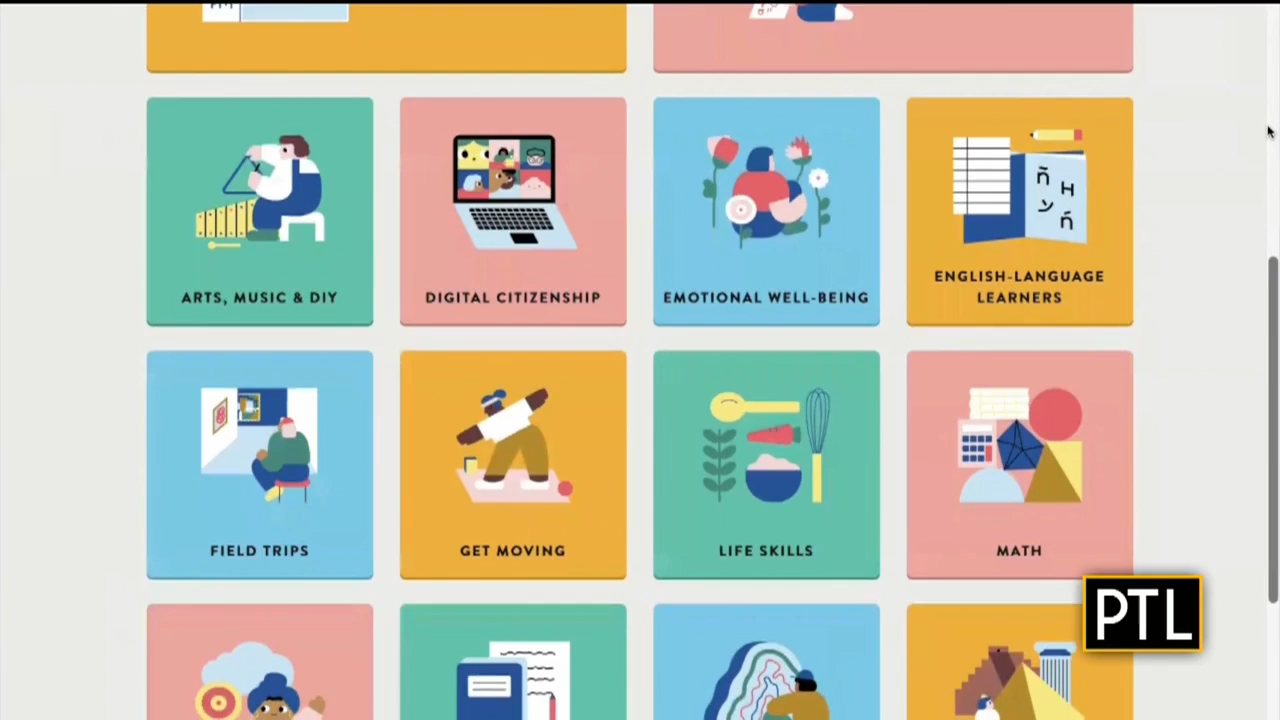 ARTS, MUSIC & DIY
DIGITAL CITIZENSHIP
EMOTIONAL WELL-BEING
ñ H
ń
ENGLISH-LANGUAGE
LEARNERS
FIELD TRIPS
GET MOVING
LIFE SKILLS
MATH
PTL